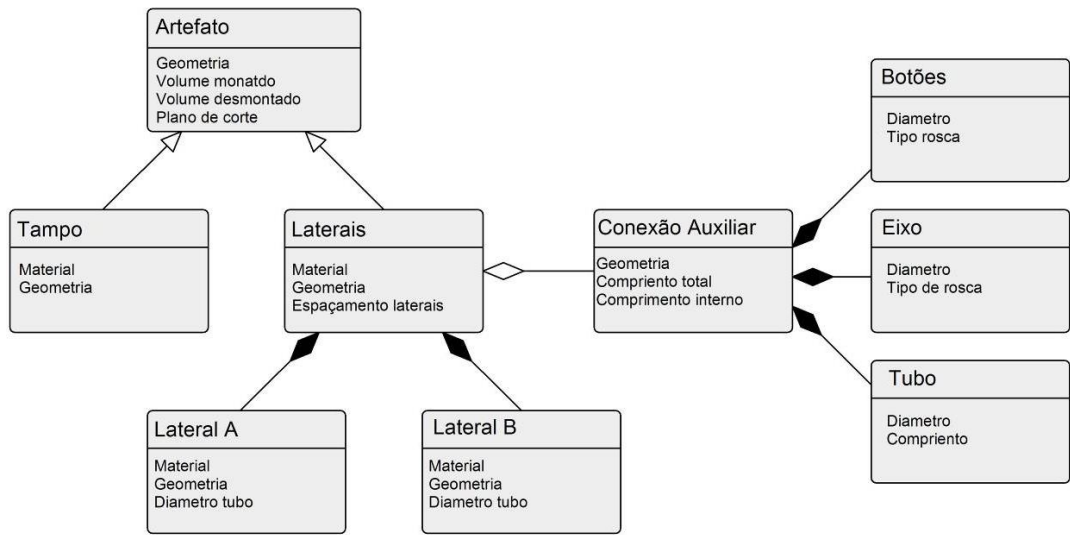 Artefato
Geometria
Volume monatdo
Volume desmontado
Plano de corte
Botões
Diametro
Tipo rosca
Tampo
Material
Geometria
Laterais
Material
Geometria
Espaçamento laterais
Conexão Auxiliar
Geometria
Compriento total
Comprimento interno
Eixo
Diametro
Tipo de rosca
Tubo
Diametro
Compriento
Lateral A
Material
Geometria
Diametro tubo
Lateral B
Material
Geometria
Diametro tubo